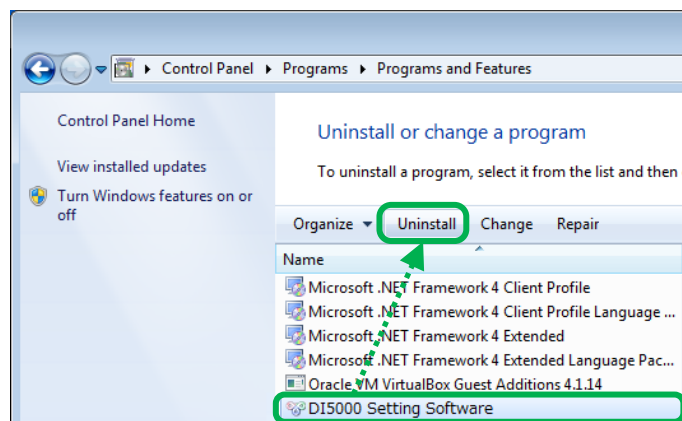 Control Panel Programs Programs and Features
Control Panel Home
View installed updates
Turn Windows features on or
off
Uninstall or change a program
To uninstall a program, select it from the list and then
Organize Uninstall Change Repair
Name
Microsoft .NET Framework 4 Client Profile
Microsoft .NET Framework 4 Client Profile Language ...
Microsoft .NET Framework 4 Extended
Microsoft .NET Framework 4 Extended Language Pac...
Oracle VM VirtualBox Guest Additions 4.1.14
DI5000 Setting Software